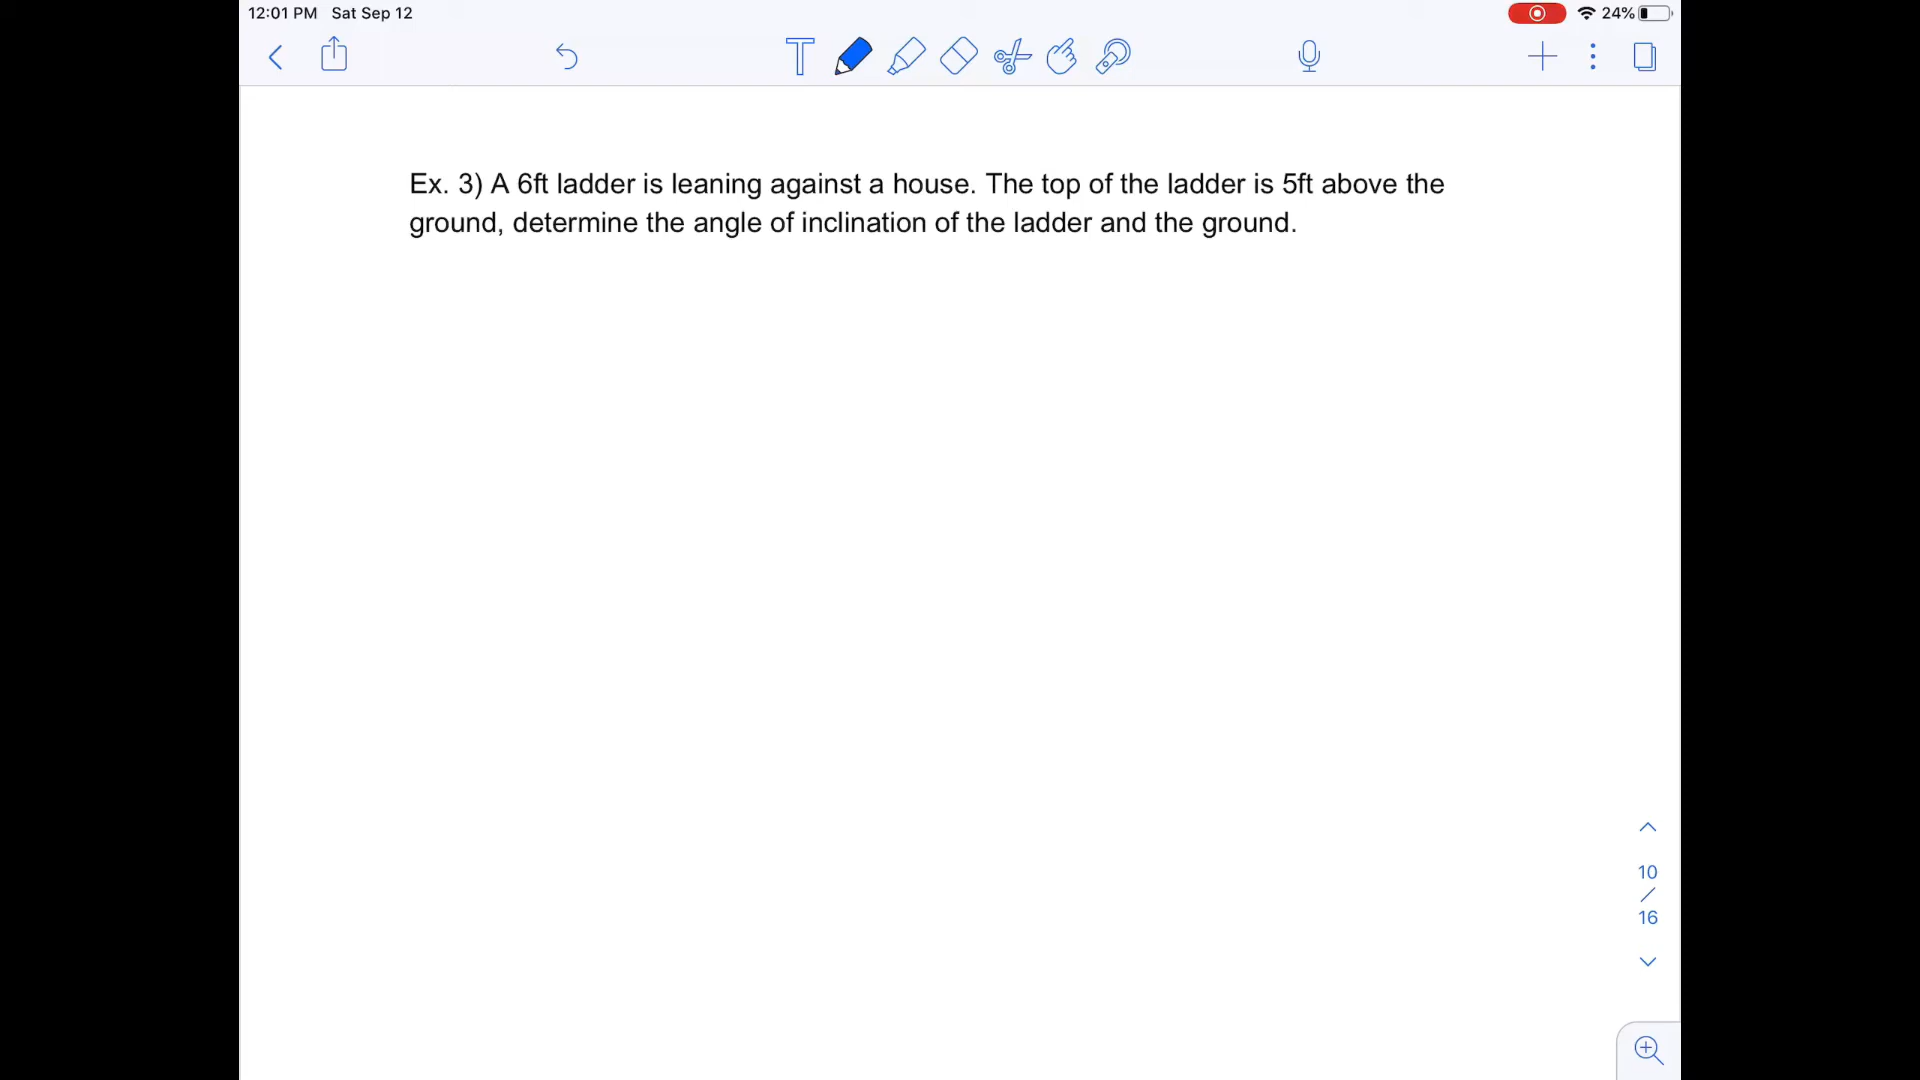 12:01 PM Sat Sep 12
24%
T
Ex. 3) A 6ft ladder is leaning against a house. The top of the ladder is 5ft above the
ground, determine the angle of inclination of the ladder and the ground.
10
/
16